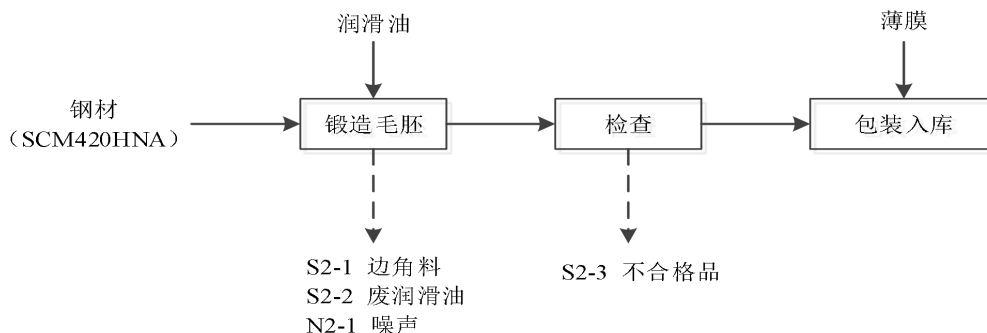 润滑油
薄膜
钢材
（SCM420HNA）
锻造毛胚
检查
包装入库
S2-1 边角料
S2-2 废润滑油
N2-1 噪声
S2-3 不合格品